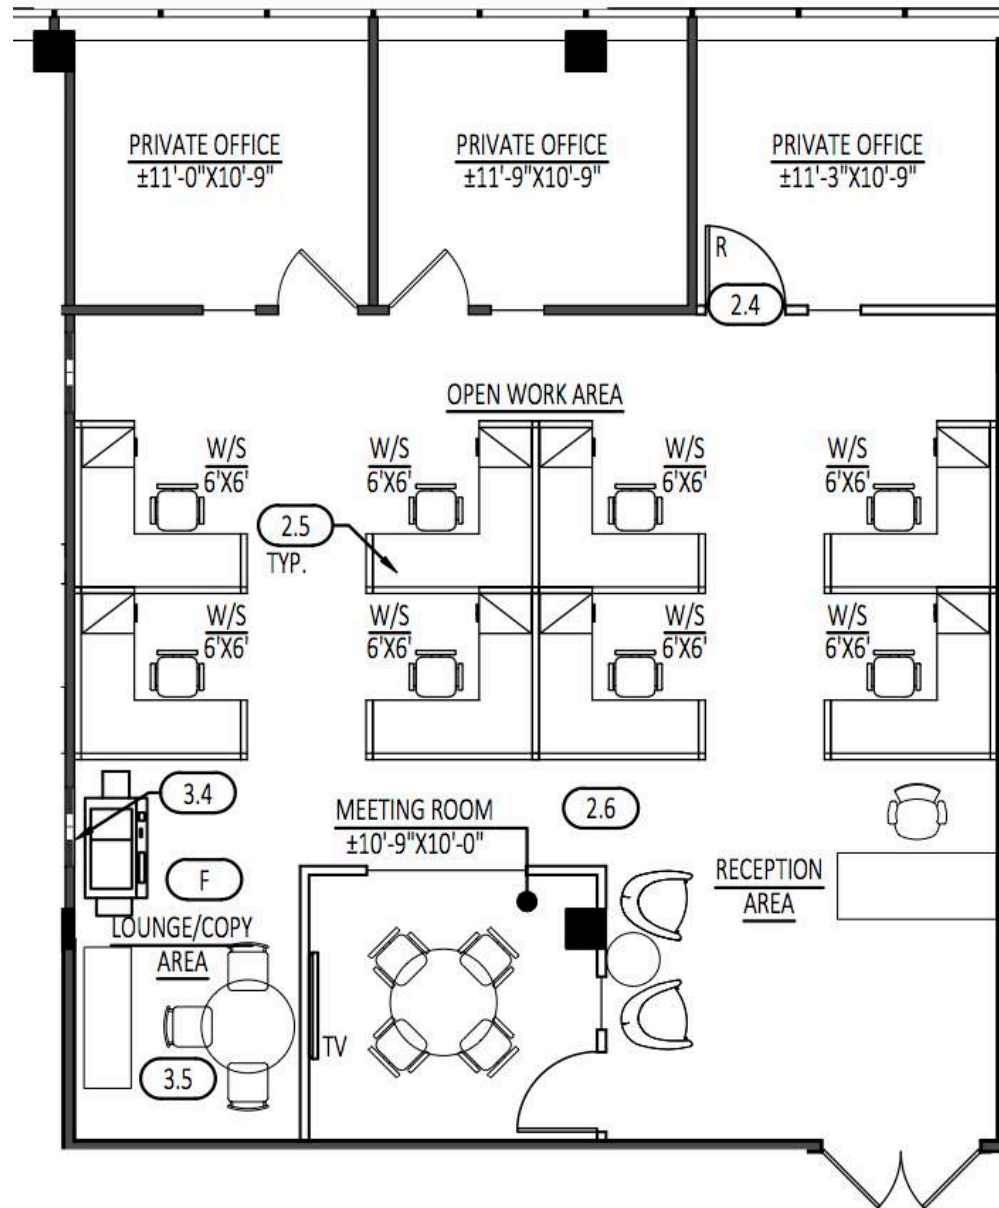 PRIVATE OFFICE
±11'-0"X10'-9"
PRIVATE OFFICE
±11'-9"X10'-9"
PRIVATE OFFICE
±11'-3"X10'-9"
R
2.4
OPEN WORK AREA
W/S
6'X6'
W/S
6'X6'
W/S
6'X6'
W/S
6'X6'
2.5
TYP.
W/S
6'X6'
W/S
6'X6'
W/S
6'X6'
W/S
6'X6'
3.4
MEETING ROOM
±10'-9"X10'-0"
2.6
F
RECEPTION
AREA
LOUNGE/COPY
AREA
TV
3.5